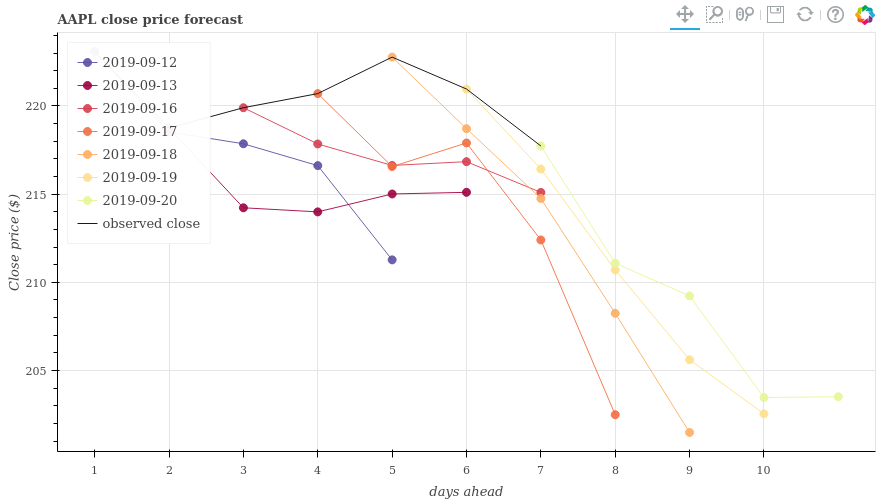 AAPL close price forecast
2019-09-12
2019-09-13
2019-09-16
2019-09-17
2019-09-18
2019-09-19
2019-09-20
observed close
Close price ($)
220
215
210
205
1 2 3 4 5 6 7 8 9 10
days ahead